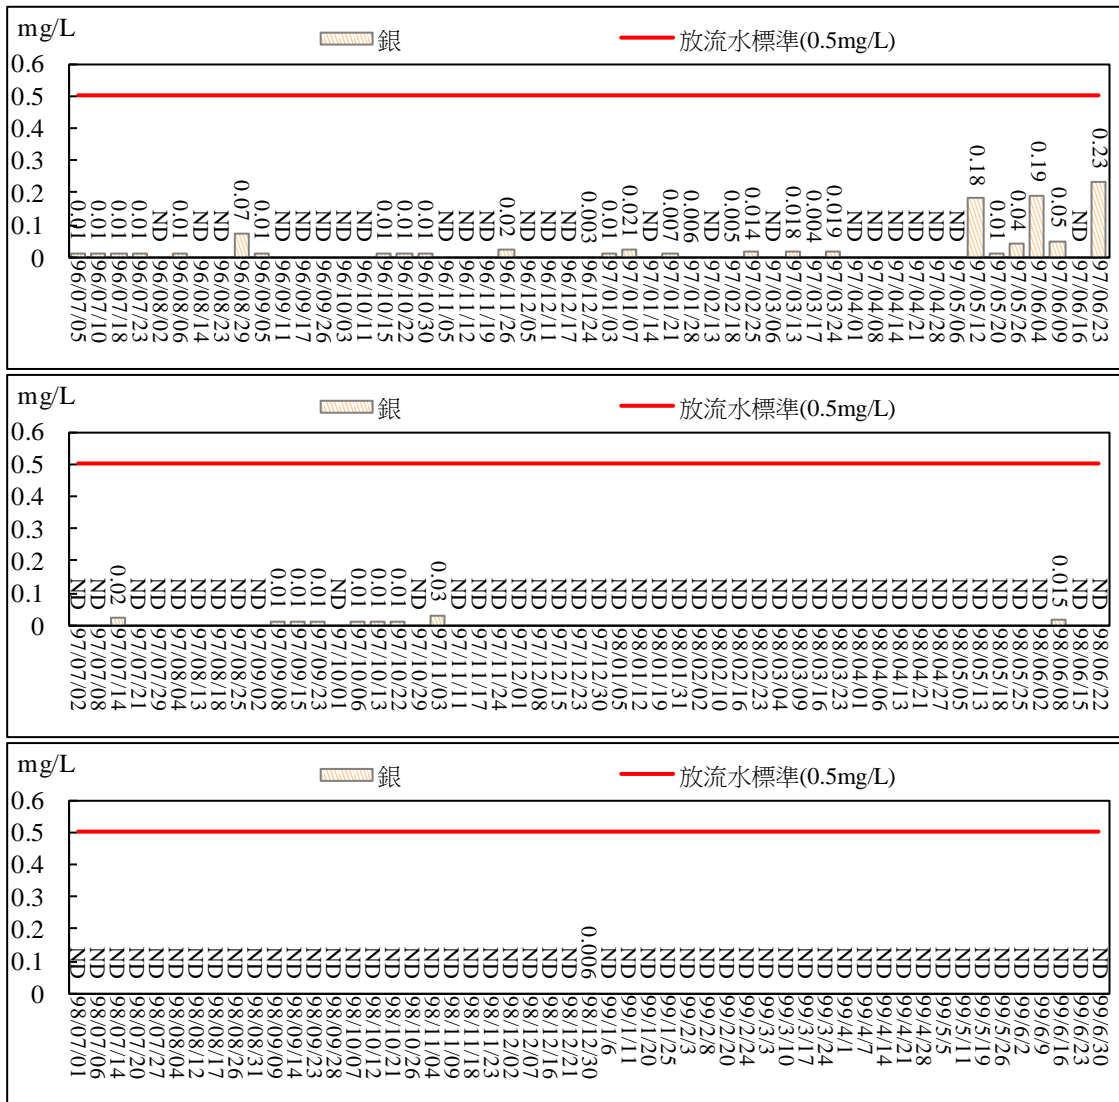 mg/L
銀
放流水標準(0.5mg/L)
0.6
0.5
0.4
0.3
0.2
0.1
0
0.01 0.01 0.01 0.01 ND 0.01 ND ND 0.07 0.01 ND ND ND ND ND 0.01 0.01 0.01 ND ND ND 0.02 ND ND ND 0.003 0.01 0.021 ND 0.007 0.006 ND 0.005 0.014 ND 0.018 0.004 0.019 ND ND ND ND ND ND 0.18 0.01 0.04 0.19 0.05 ND 0.23
96/07/05 96/07/10 96/07/18 96/07/23 96/08/02 96/08/06 96/08/14 96/08/23 96/08/29 96/09/05 96/09/11 96/09/17 96/09/26 96/10/03 96/10/11 96/10/15 96/10/22 96/10/30 96/11/05 96/11/12 96/11/19 96/11/26 96/12/05 96/12/11 96/12/17 96/12/24 97/01/03 97/01/07 97/01/14 97/01/21 97/01/28 97/02/13 97/02/18 97/02/25 97/03/06 97/03/13 97/03/17 97/03/24 97/04/01 97/04/08 97/04/14 97/04/21 97/04/28 97/05/06 97/05/12 97/05/20 97/05/26 97/06/04 97/06/09 97/06/16 97/06/23
mg/L
銀
放流水標準(0.5mg/L)
0.6
0.5
0.4
0.3
0.2
0.1
0
ND ND 0.02 ND ND ND ND ND ND ND 0.01 0.01 0.01 ND 0.01 0.01 0.01 ND 0.03 ND ND ND ND ND ND ND ND ND ND ND ND ND ND ND ND ND ND ND ND ND ND ND ND ND ND ND ND ND ND 0.015 ND ND
97/07/02 97/07/08 97/07/14 97/07/21 97/07/29 97/08/04 97/08/13 97/08/18 97/08/25 97/09/02 97/09/08 97/09/15 97/09/23 97/10/01 97/10/06 97/10/13 97/10/22 97/10/29 97/11/03 97/11/11 97/11/17 97/11/24 97/12/01 97/12/08 97/12/15 97/12/23 97/12/30 98/01/05 98/01/12 98/01/19 98/01/31 98/02/02 98/02/10 98/02/16 98/02/23 98/03/04 98/03/09 98/03/16 98/03/23 98/04/01 98/04/06 98/04/13 98/04/21 98/04/27 98/05/05 98/05/13 98/05/25 98/06/02 98/06/08 98/06/15 98/06/22
mg/L
銀
放流水標準(0.5mg/L)
0.6
0.5
0.4
0.3
0.2
0.1
0
ND ND ND ND ND ND ND ND ND ND ND ND ND ND ND ND ND ND ND ND ND ND ND ND ND ND 0.006 ND ND ND ND ND ND ND ND ND ND ND ND ND ND ND ND ND ND ND ND ND ND ND ND ND ND
98/07/01 98/07/06 98/07/14 98/07/20 98/07/27 98/08/04 98/08/12 98/08/17 98/08/26 98/08/31 98/09/09 98/09/14 98/09/23 98/09/28 98/10/07 98/10/12 98/10/21 98/10/26 98/11/04 98/11/09 98/11/18 98/11/23 98/12/02 98/12/07 98/12/16 98/12/21 98/12/30 99/1/6 99/1/11 99/1/20 99/1/25 99/2/3 99/2/8 99/2/20 99/2/24 99/3/3 99/3/10 99/3/17 99/3/24 99/4/1 99/4/7 99/4/14 99/4/21 99/4/28 99/5/5 99/5/11 99/5/19 99/5/26 99/6/2 99/6/9 99/6/16 99/6/23 99/6/30